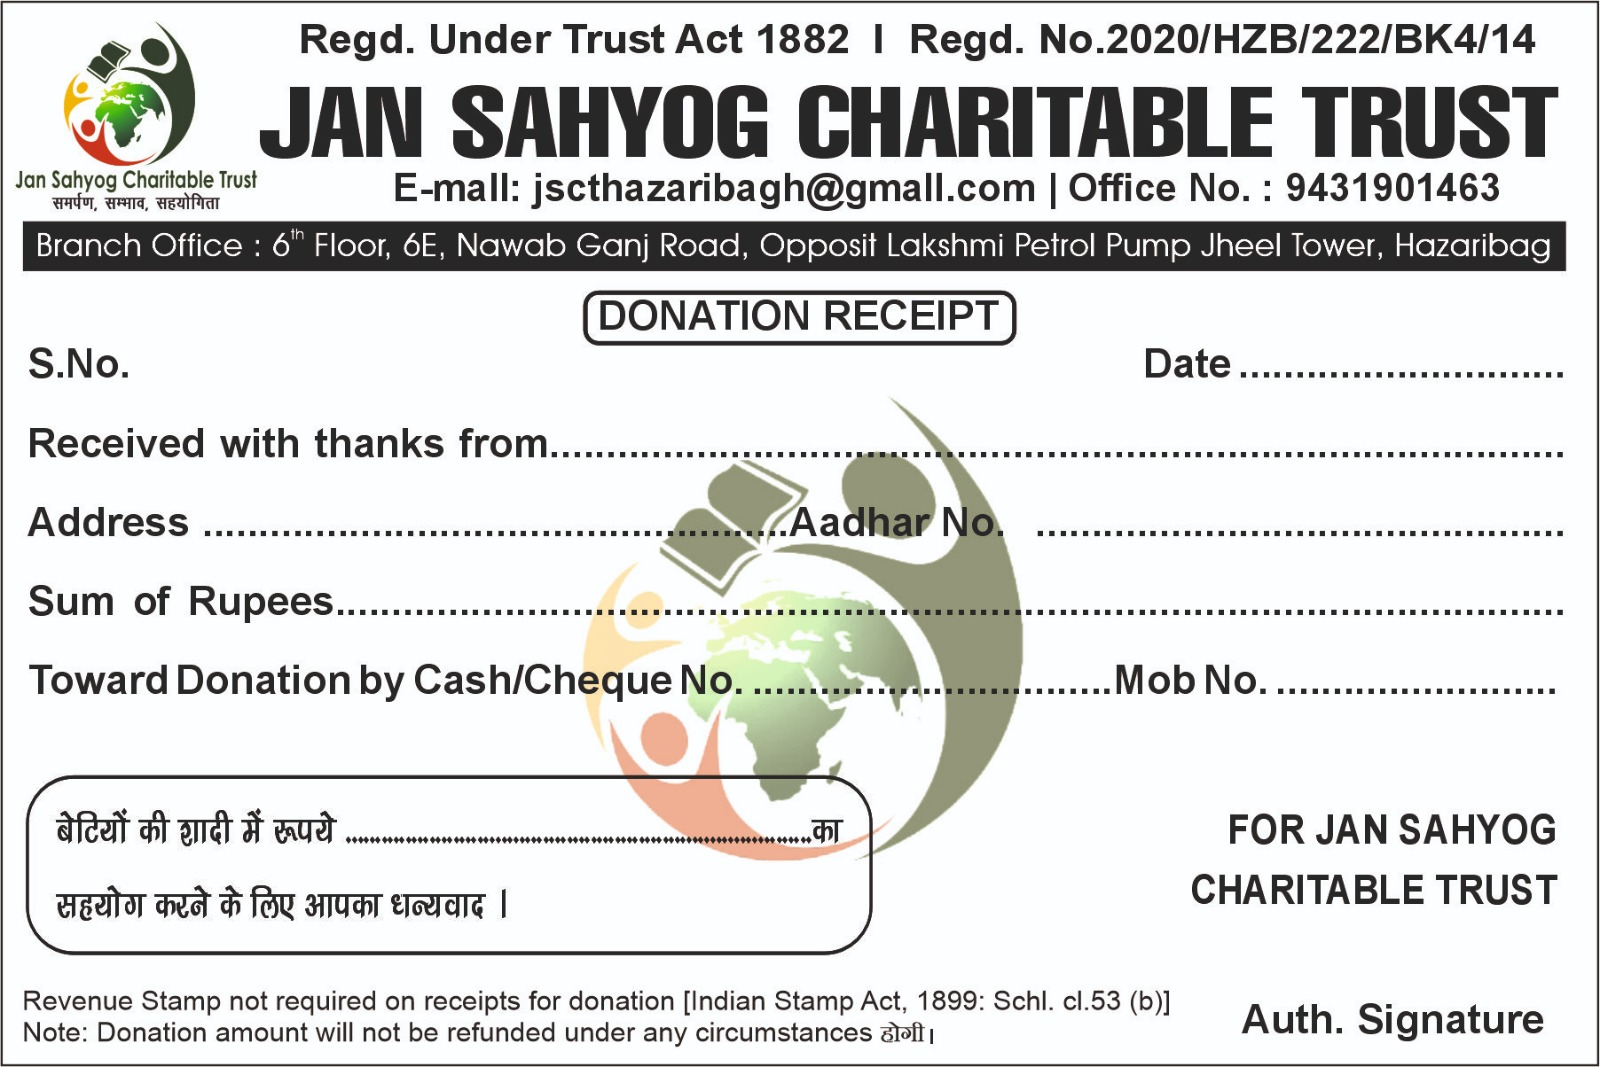 Regd. Under Trust Act 1882 | Regd. No.2020/HZB/222/BK4/14
JAN SAHYOG CHARITABLE TRUST
Jan Sahyog Charitable Trust
समर्पण, सम्भाव, सहयोगिता
E-mall: jscthazaribagh@gmall.com | Office No. : 9431901463
Branch Office : 6th Floor, 6E, Nawab Ganj Road, Opposit Lakshmi Petrol Pump Jheel Tower, Hazaribag
DONATION RECEIPT
S.No. Date .............................
Received with thanks from..........................................................................................
Address ....................................................Aadhar No. ...............................................
Sum of Rupees.............................................................................................................
Toward Donation by Cash/Cheque No. ................................Mob No. .........................
बेटियों की शादी में रूपये ..............................................................................का
सहयोग करने के लिए आपका धन्यवाद ।
FOR JAN SAHYOG
CHARITABLE TRUST
Revenue Stamp not required on receipts for donation [Indian Stamp Act, 1899: Schl. cl.53 (b)]
Note: Donation amount will not be refunded under any circumstances होगी।
Auth. Signature